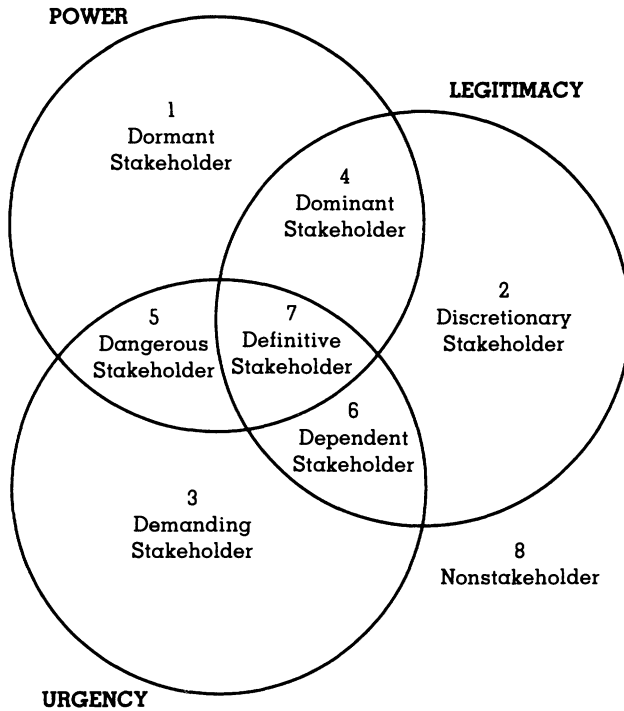 POWER
LEGITIMACY
1
Dormant
Stakeholder
4
Dominant
Stakeholder
5
Dangerous
Stakeholder
7
Definitive
Stakeholder
2
Discretionary
Stakeholder
6
Dependent
Stakeholder
3
Demanding
Stakeholder
8
Nonstakeholder
URGENCY